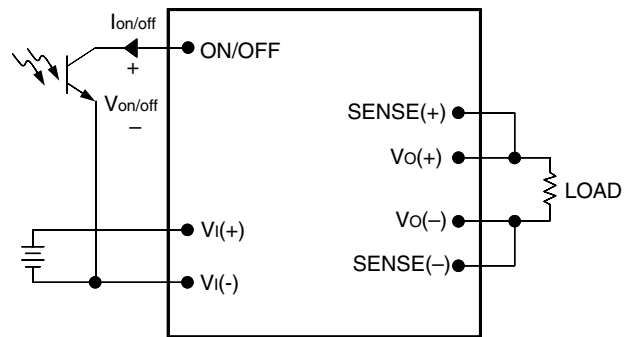 Ion/off
ON/OFF
+
Von/off
–
SENSE(+)
VO(+)
LOAD
VO(–)
VI(+)
SENSE(–)
VI(-)